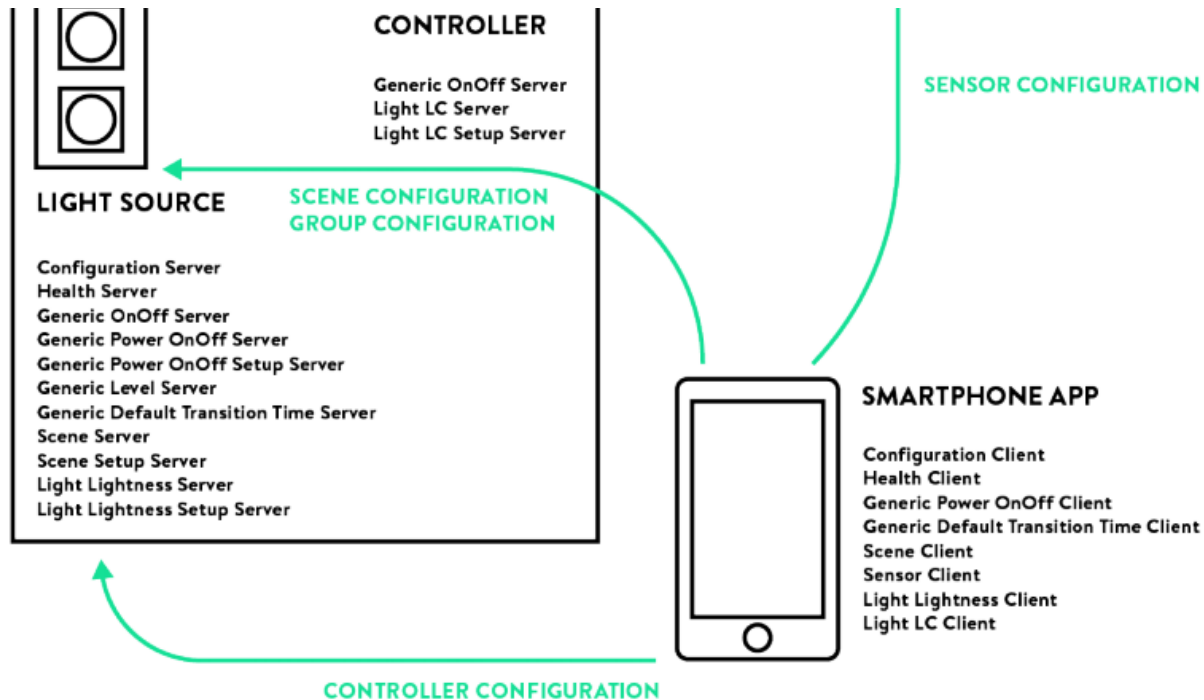 CONTROLLER
Generic OnOff Server
Light LC Server
Light LC Setup Server
SENSOR CONFIGURATION
SCENE CONFIGURATION
GROUP CONFIGURATION
LIGHT SOURCE
Configuration Server
Health Server
Generic OnOff Server
Generic Power OnOff Server
Generic Power OnOff Setup Server
Generic Level Server
Generic Default Transition Time Server
Scene Server
Scene Setup Server
Light Lightness Server
Light Lightness Setup Server
SMARTPHONE APP
Configuration Client
Health Client
Generic Power OnOff Client
Generic Default Transition Time Client
Scene Client
Sensor Client
Light Lightness Client
Light LC Client
CONTROLLER CONFIGURATION